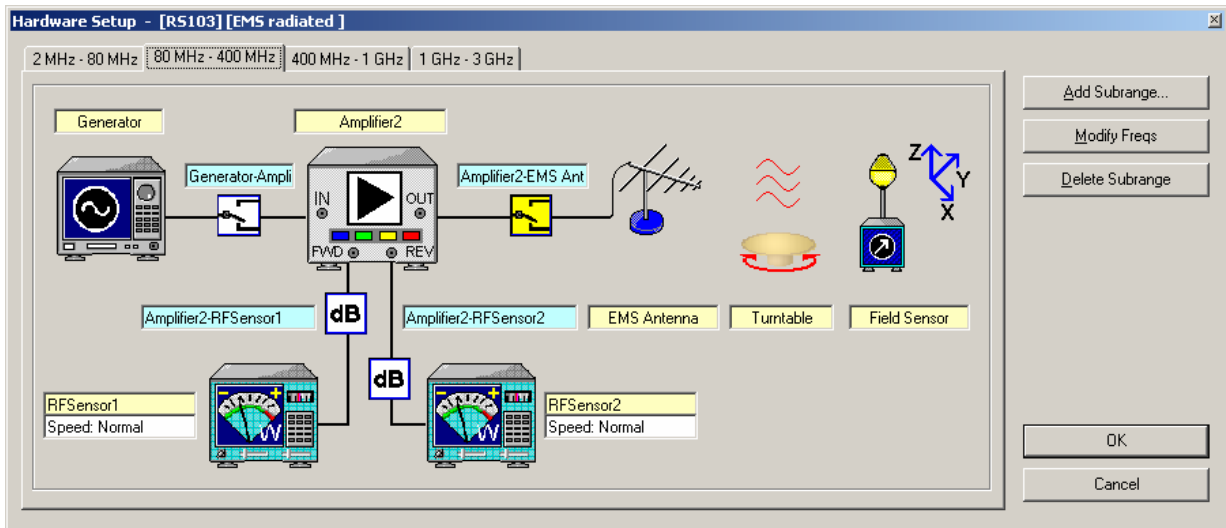 Hardware Setup - [RS103] [EMS radiated ]
2 MHz - 80 MHz
80 MHz - 400 MHz
400 MHz - 1 GHz
1 GHz - 3 GHz
Add Subrange...
Modify Freqs
Delete Subrange
Generator
Amplifier2
Generator-Ampli
Amplifier2-EMS Ant
IN
OUT
FWD
REV
Z
Y
X
Amplifier2-RFSensor1
dB
Amplifier2-RFSensor2
EMS Antenna
Turntable
Field Sensor
dB
RFSensor1
Speed: Normal
W
W
RFSensor2
Speed: Normal
OK
Cancel